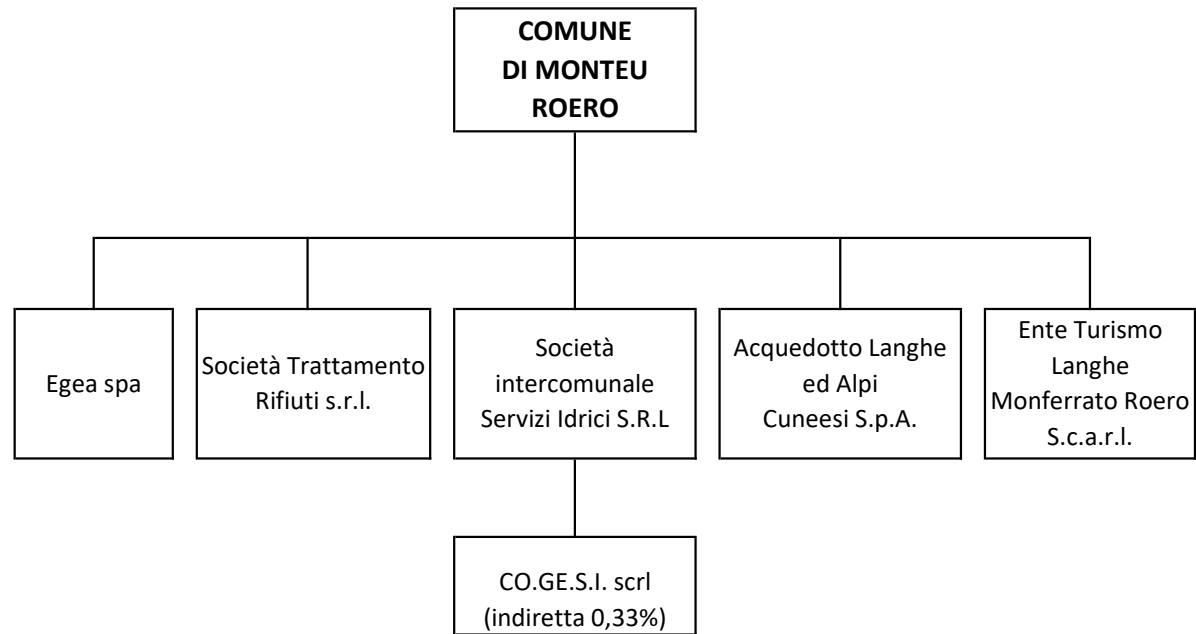 COMUNE
DI MONTEU
ROERO
Egea spa
Società Trattamento
Rifiuti s.r.l.
Società
intercomunale
Servizi Idrici S.R.L
Acquedotto Langhe
ed Alpi
Cuneesi S.p.A.
Ente Turismo
Langhe
Monferrato Roero
S.c.a.r.l.
CO.GE.S.I. scrl
(indiretta 0,33%)